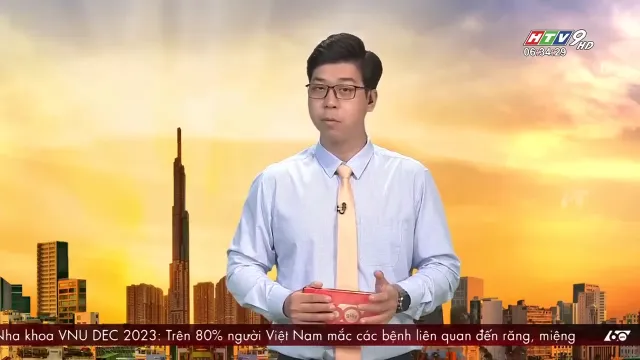 HTV9 HD
06:34:29
Nha khoa VNU DEC 2023: Trên 80% người Việt Nam mắc các bệnh liên quan đến răng, miệng